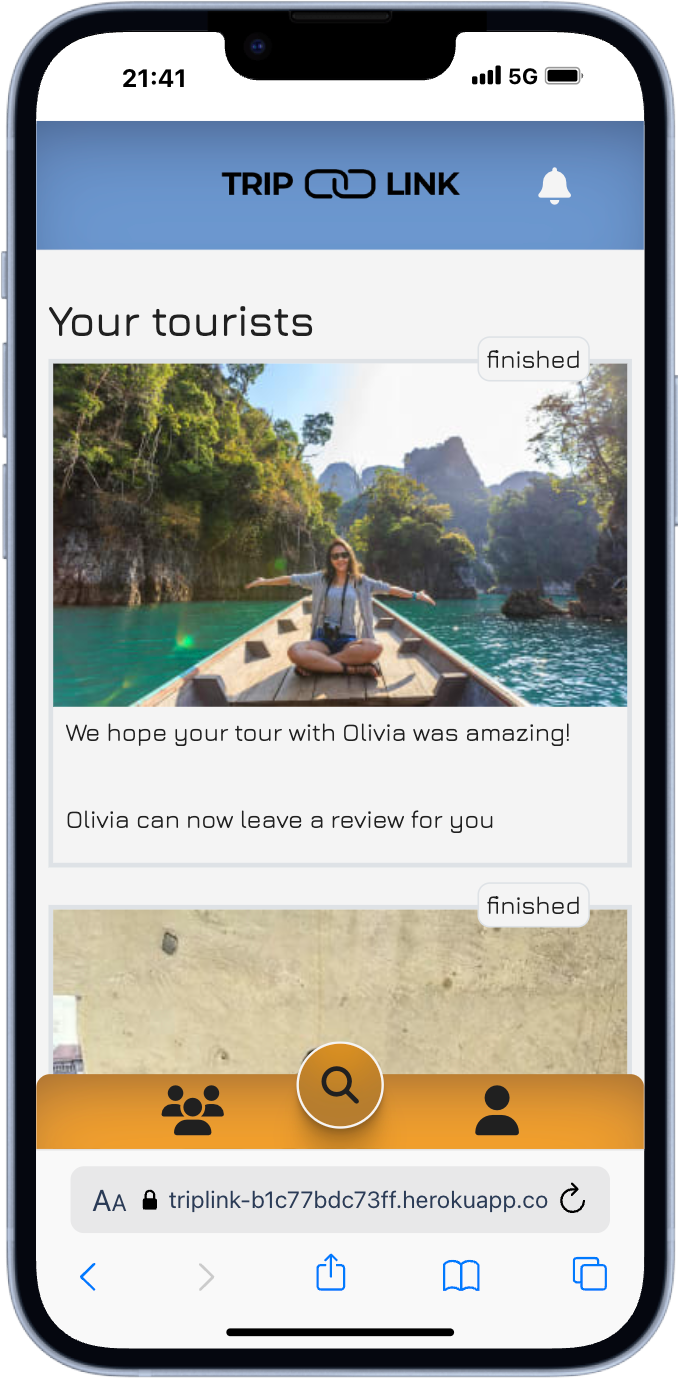 21:41
5G
TRIP LINK
Your tourists
finished
We hope your tour with Olivia was amazing!
Olivia can now leave a review for you
finished
AA triplink-b1c77bdc73ff.herokuapp.co